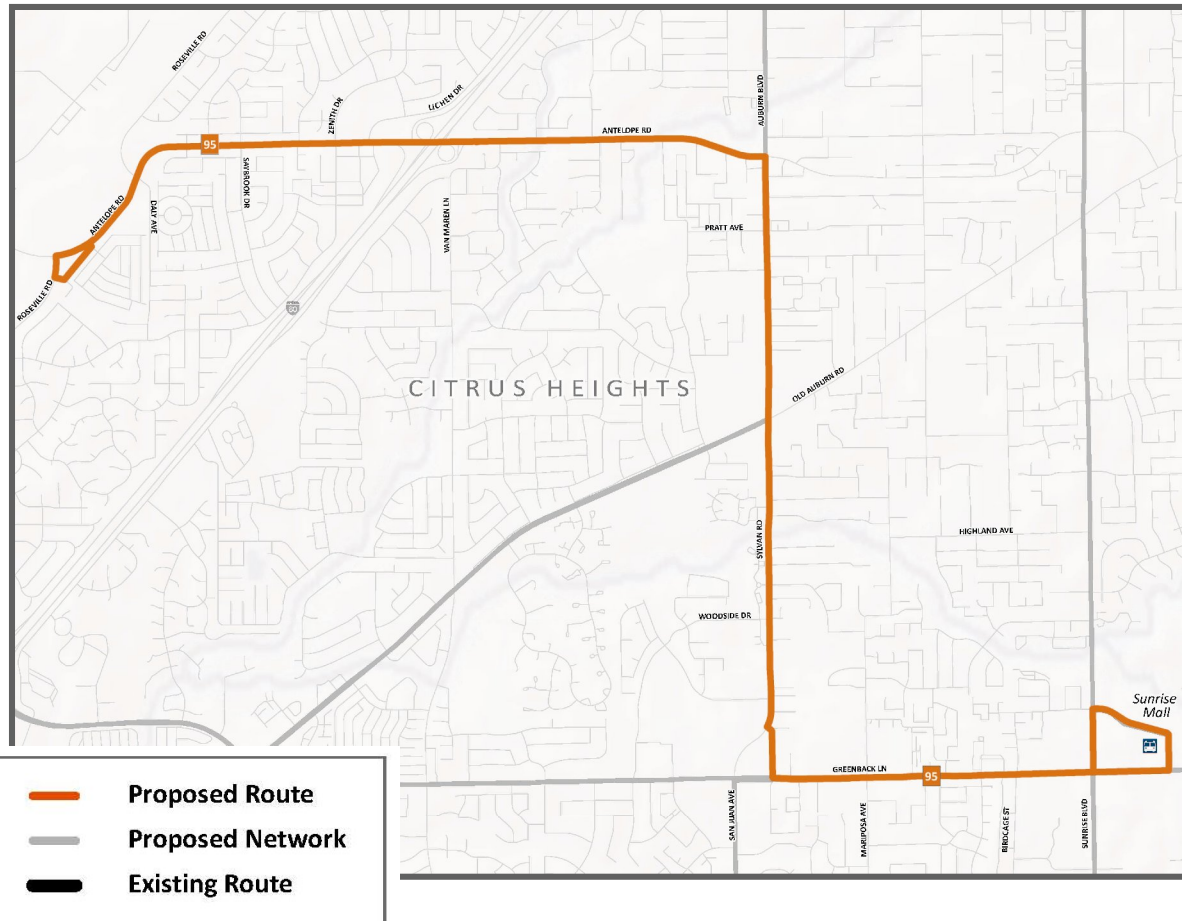 ROSEVILLE RD
ZENITH DR
LICHEN DR
AUBURN BLVD
ANTELOPE RD
95
SAYBROOK DR
DALY AVE
ANTELOPE RD
VAN MAREN LN
PRATT AVE
ROSEVILLE RD
80
CITRUS HEIGHTS
OLD AUBURN RD
SYLVAN RD
HIGHLAND AVE
WOODSIDE DR
Sunrise
Mall
GREENBACK LN
95
SAN JUAN AVE
MARIPOSA AVE
BIRDCAGE ST
SUNRISE BLVD
Proposed Route
Proposed Network
Existing Route